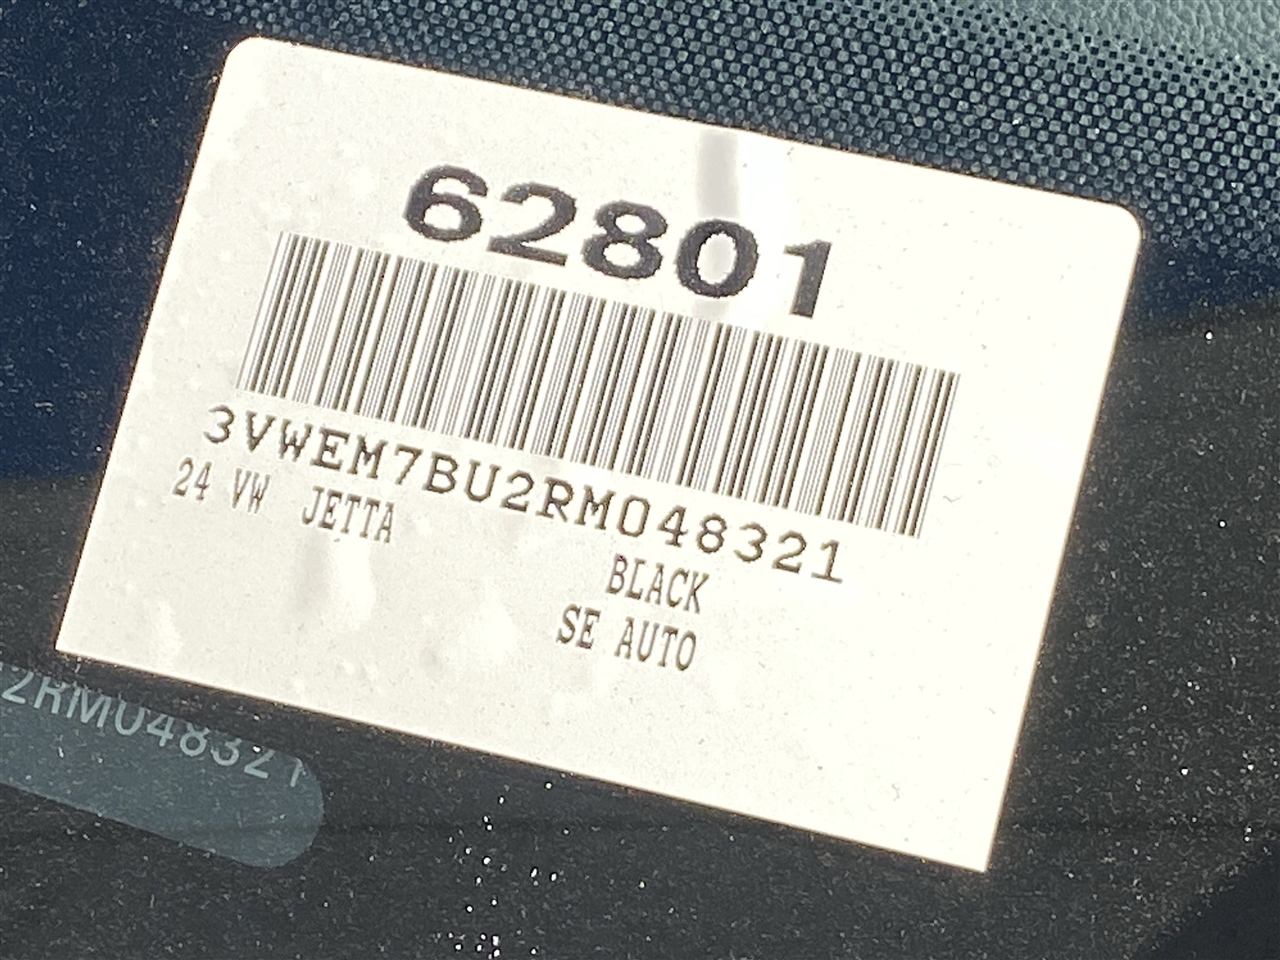 62801
3VWEM7BU2RM048321
24 VW JETTA
BLACK
SE AUTO
2RM048321